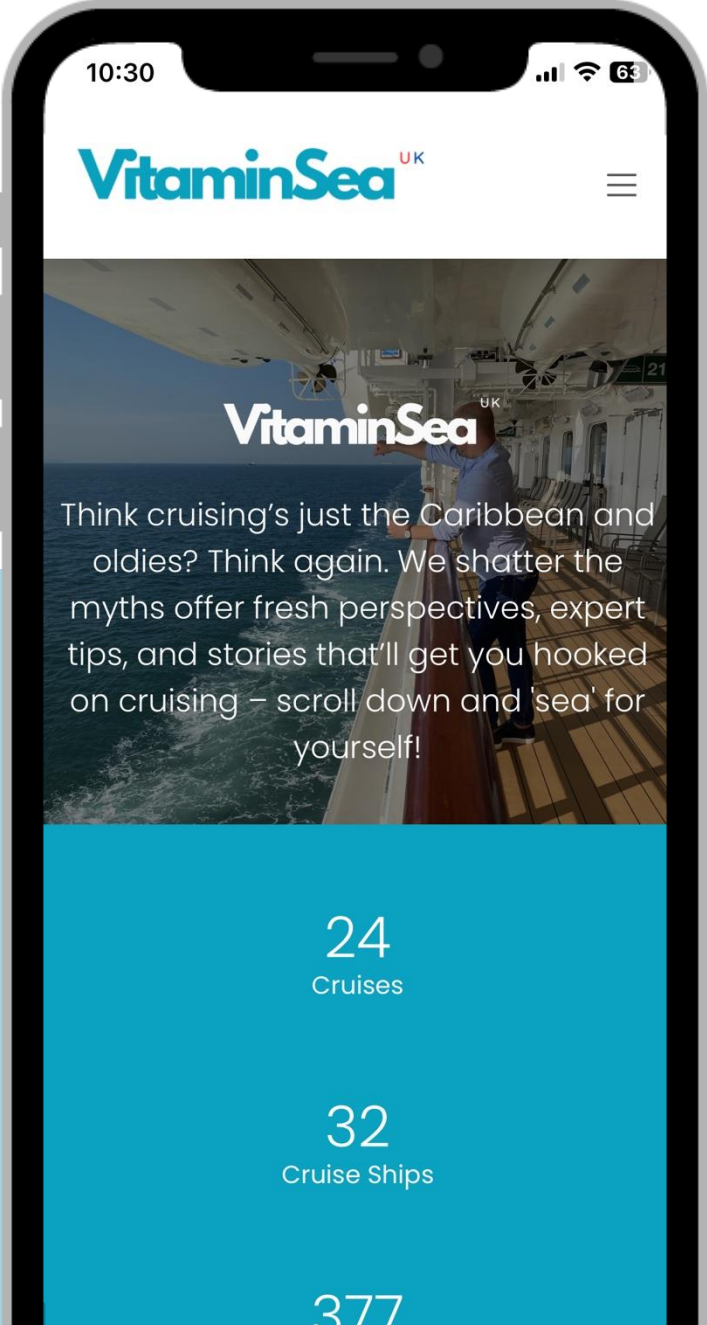 10:30
63
VitaminSea UK
21
VitaminSea UK
Think cruising’s just the Caribbean and
oldies? Think again. We shatter the
myths offer fresh perspectives, expert
tips, and stories that’ll get you hooked
on cruising – scroll down and 'sea' for
yourself!
24
Cruises
32
Cruise Ships
377